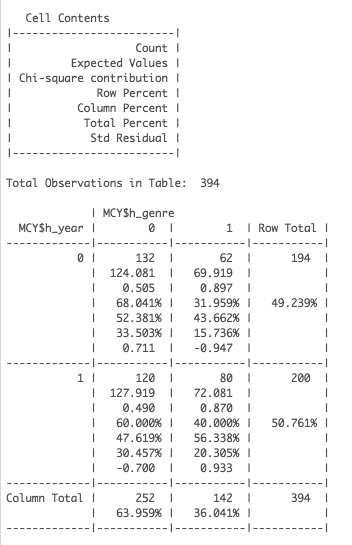 Cell Contents
|-------------------------|
|                   Count |
|         Expected Values |
| Chi-square contribution |
|             Row Percent |
|          Column Percent |
|           Total Percent |
|            Std Residual |
|-------------------------|
Total Observations in Table:  394
             | MCY$h_genre
  MCY$h_year |        0  |        1  | Row Total |
-------------|-----------|-----------|-----------|
           0 |      132  |       62  |      194  |
             |  124.081  |   69.919  |           |
             |    0.505  |    0.897  |           |
             |   68.041% |   31.959% |   49.239% |
             |   52.381% |   43.662% |           |
             |   33.503% |   15.736% |           |
             |    0.711  |   -0.947  |           |
-------------|-----------|-----------|-----------|
           1 |      120  |       80  |      200  |
             |  127.919  |   72.081  |           |
             |    0.490  |    0.870  |           |
             |   60.000% |   40.000% |   50.761% |
             |   47.619% |   56.338% |           |
             |   30.457% |   20.305% |           |
             |   -0.700  |    0.933  |           |
-------------|-----------|-----------|-----------|
Column Total |      252  |      142  |      394  |
             |   63.959% |   36.041% |           |
-------------|-----------|-----------|-----------|